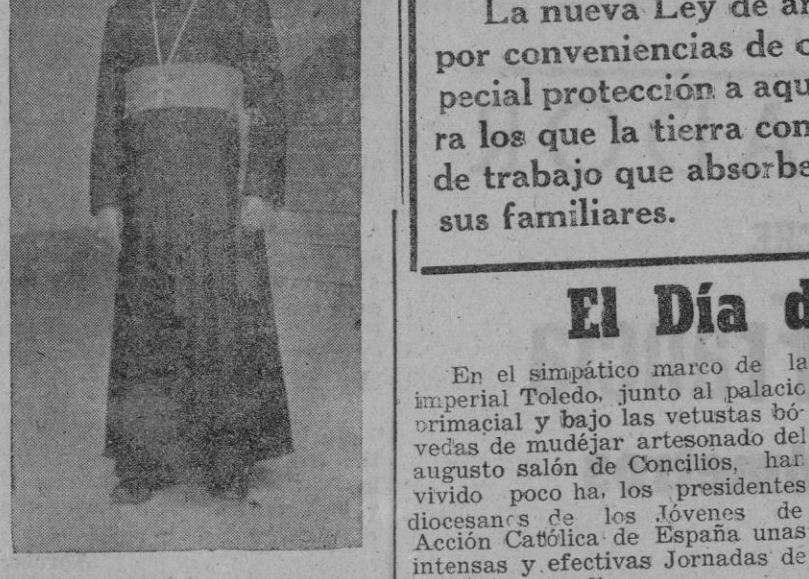 La nueva Ley de ar
por conveniencias de
pecial protección a aqu
ra los que la tierra con
de trabajo que absorbe
sus familiares.
El Día d
En el simpático marco de la
imperial Toledo, junto al palacio
primacial y bajo las vetustas bó-
vedas de mudéjar artesonado del
augusto salón de Concilios, han
vivido poco ha, los presidentes
diocesanos de los Jóvenes de
Acción Católica de España unas
intensas y efectivas Jornadas de